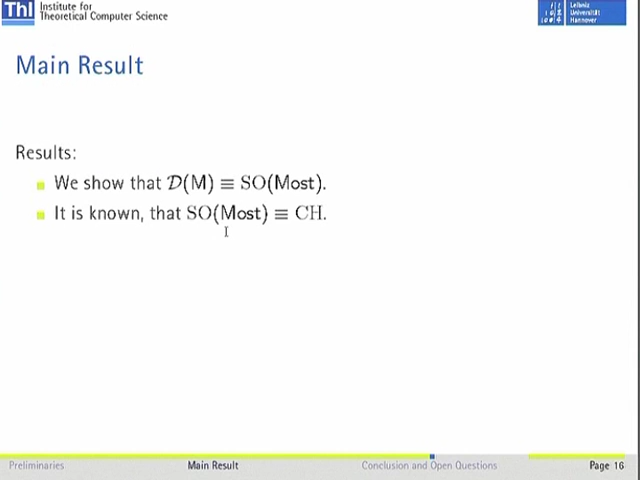 ThI Institute for
Theoretical Computer Science
Leibniz
Universität
Hannover
Main Result
Results:
We show that 𝒟(M) ≡ SO(Most).
It is known, that SO(Most) ≡ CH.
Preliminaries Main Result Conclusion and Open Questions Page 16